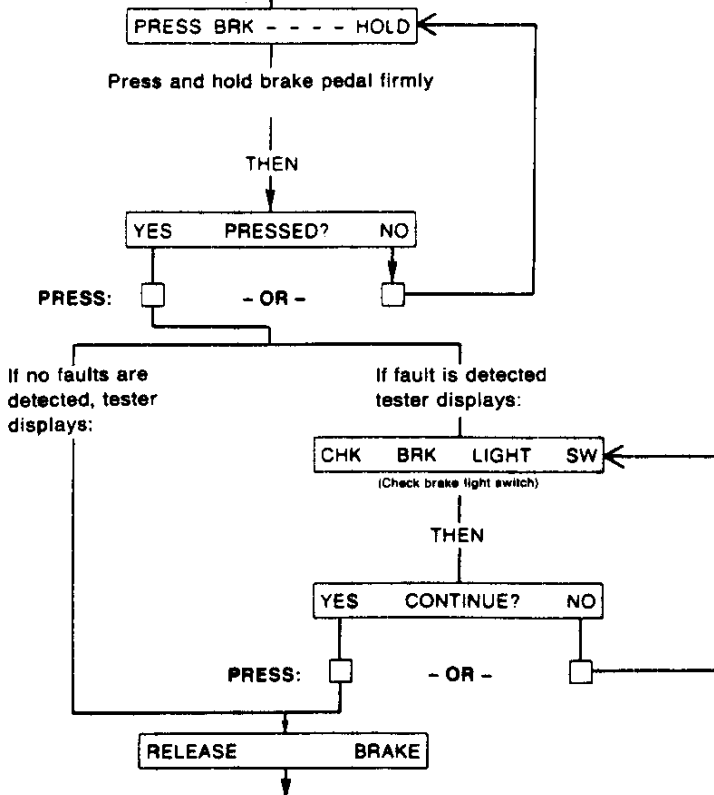 PRESS BRK - - - - HOLD
Press and hold brake pedal firmly
THEN
YES PRESSED? NO
PRESS: - OR -
If no faults are
detected, tester
displays:
If fault is detected
tester displays:
CHK BRK LIGHT SW
(Check brake light switch)
THEN
YES CONTINUE? NO
PRESS: - OR -
RELEASE BRAKE